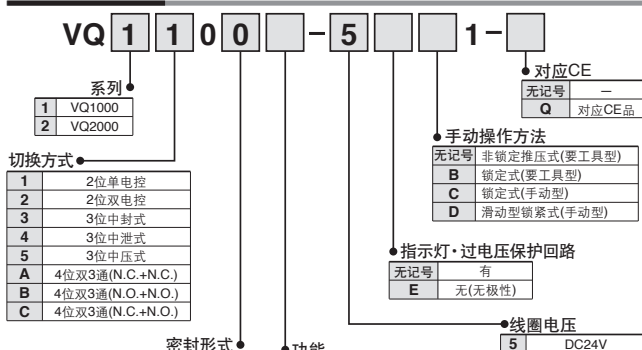 VQ 1 1 0 0 - 5 1 -
系列
1 VQ1000
2 VQ2000
切换方式
1 2位单电控
2 2位双电控
3 3位中封式
4 3位中泄式
5 3位中压式
A 4位双3通(N.C.+N.C.)
B 4位双3通(N.O.+N.O.)
C 4位双3通(N.C.+N.O.)
密封形式
功能
对应CE
无记号 —
Q 对应CE品
手动操作方法
无记号 非锁定推压式(要工具型)
B 锁定式(要工具型)
C 锁定式(手动型)
D 滑动型锁紧式(手动型)
指示灯·过电压保护回路
无记号 有
E 无(无极性)
线圈电压
5 DC24V